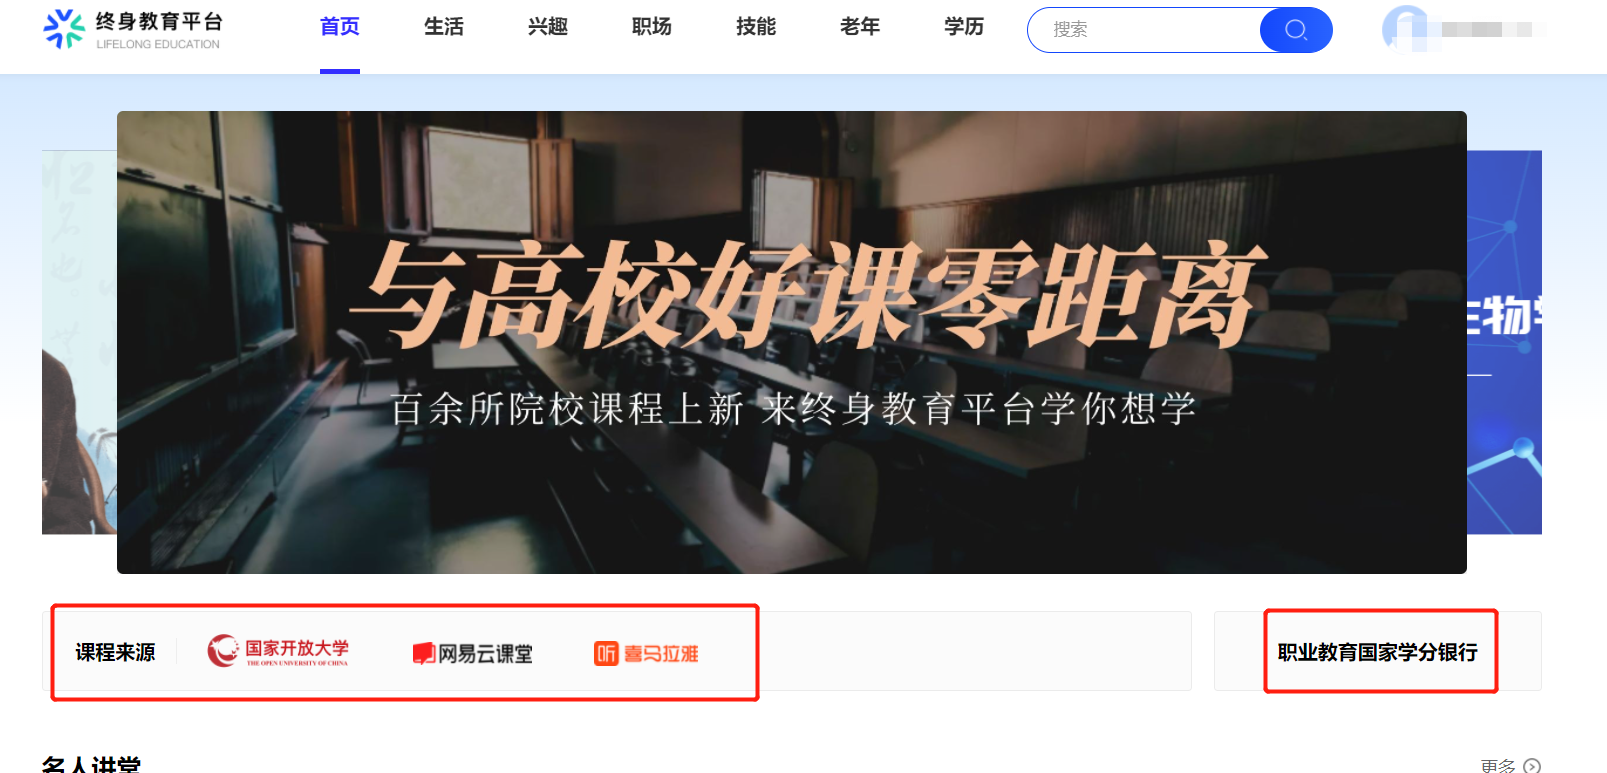 终身教育平台
LIFELONG EDUCATION
首页 生活 兴趣 职场 技能 老年 学历
搜索
与高校好课零距离
百余所院校课程上新 来终身教育平台学你想学
生物学
课程来源
国家开放大学
THE OPEN UNIVERSITY OF CHINA
网易云课堂
听 喜马拉雅
职业教育国家学分银行
名人讲堂
更多